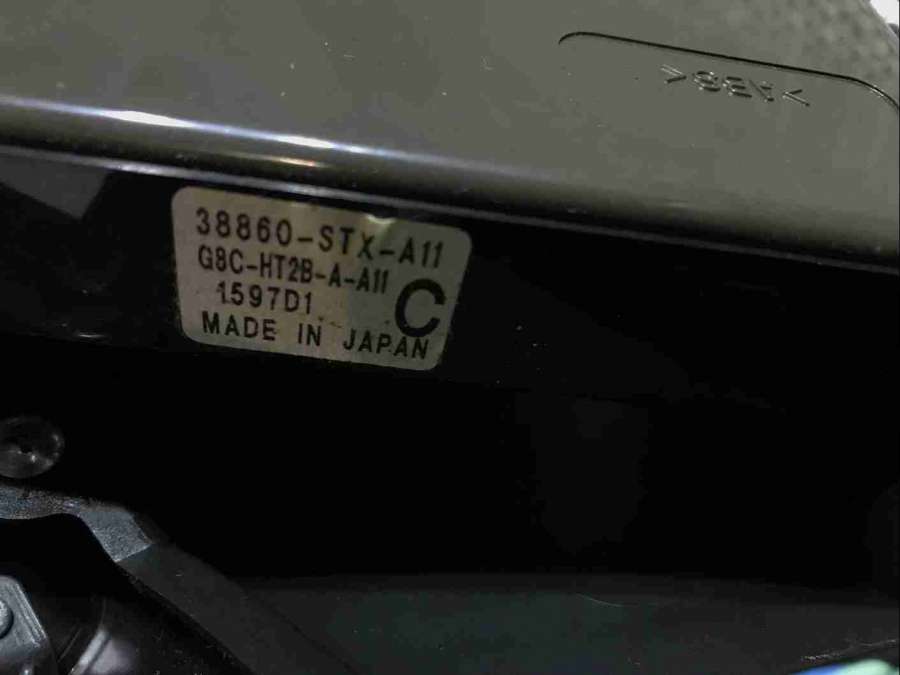 >ABS<
38860-STX-A11
G8C-HT2B-A-A11
1597D1
C
MADE IN JAPAN